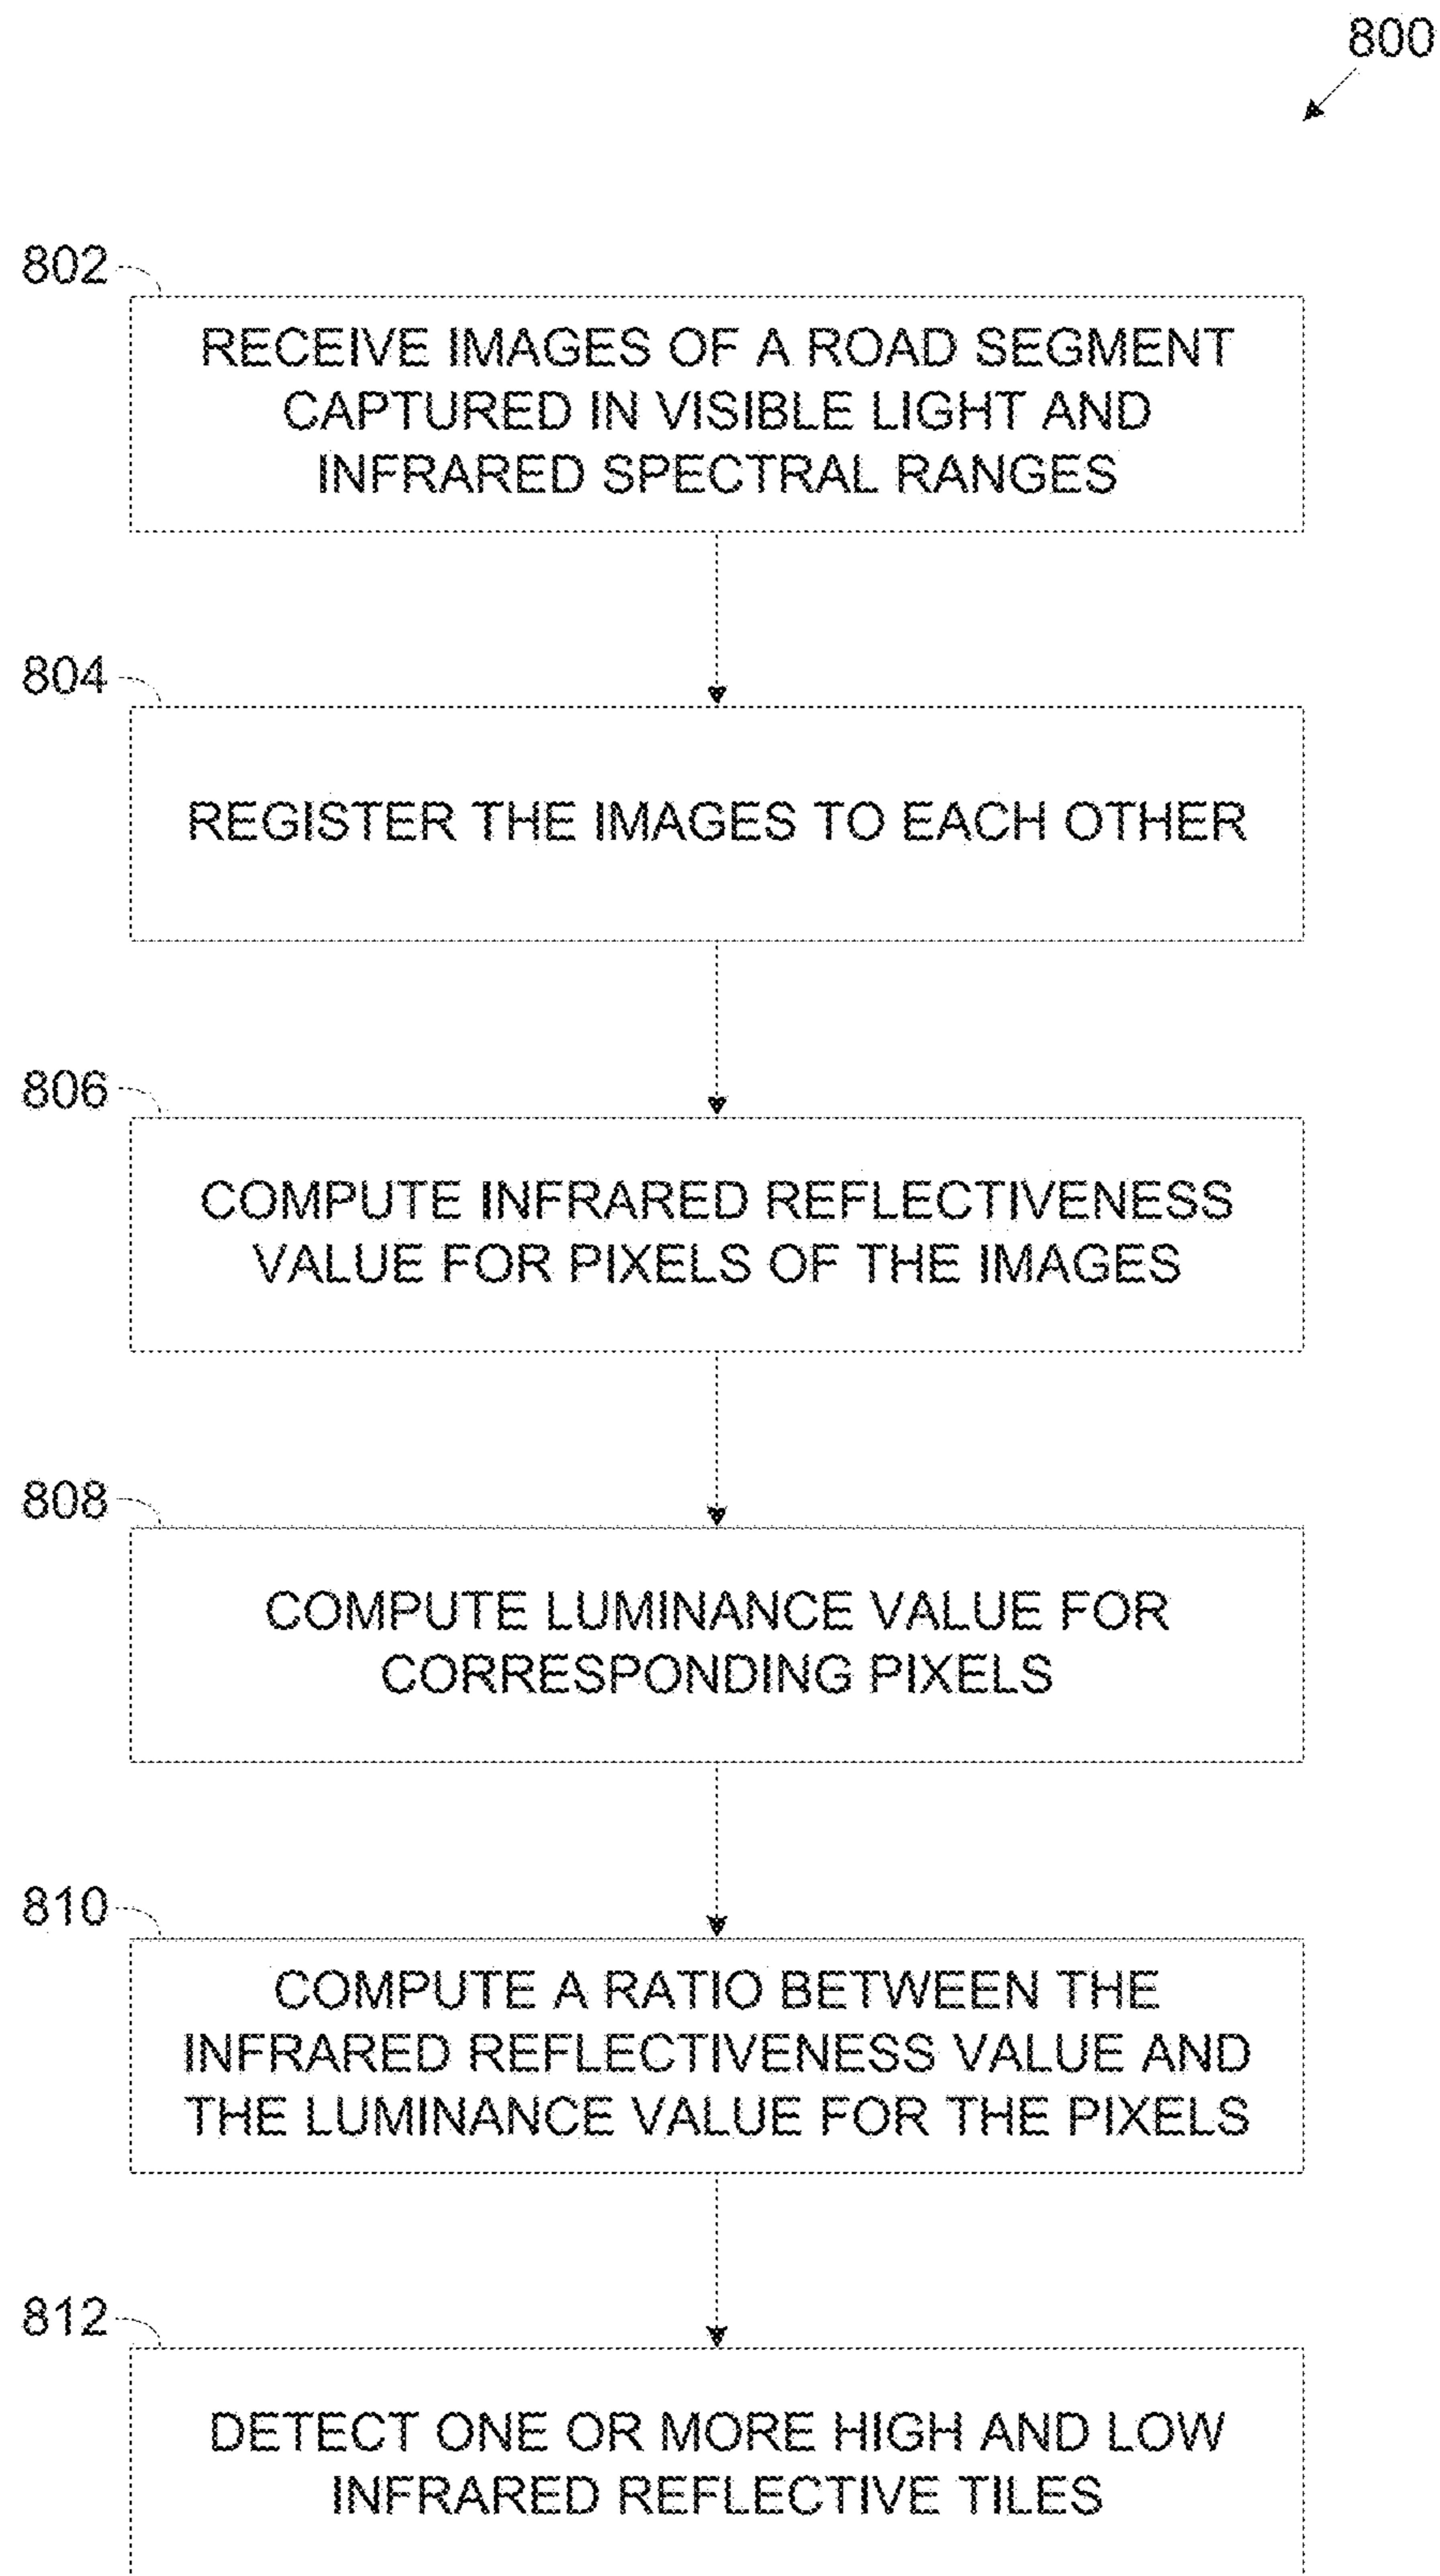 800
802
RECEIVE IMAGES OF A ROAD SEGMENT
CAPTURED IN VISIBLE LIGHT AND
INFRARED SPECTRAL RANGES
804
REGISTER THE IMAGES TO EACH OTHER
806
COMPUTE INFRARED REFLECTIVENESS
VALUE FOR PIXELS OF THE IMAGES
808
COMPUTE LUMINANCE VALUE FOR
CORRESPONDING PIXELS
810
COMPUTE A RATIO BETWEEN THE
INFRARED REFLECTIVENESS VALUE AND
THE LUMINANCE VALUE FOR THE PIXELS
812
DETECT ONE OR MORE HIGH AND LOW
INFRARED REFLECTIVE TILES